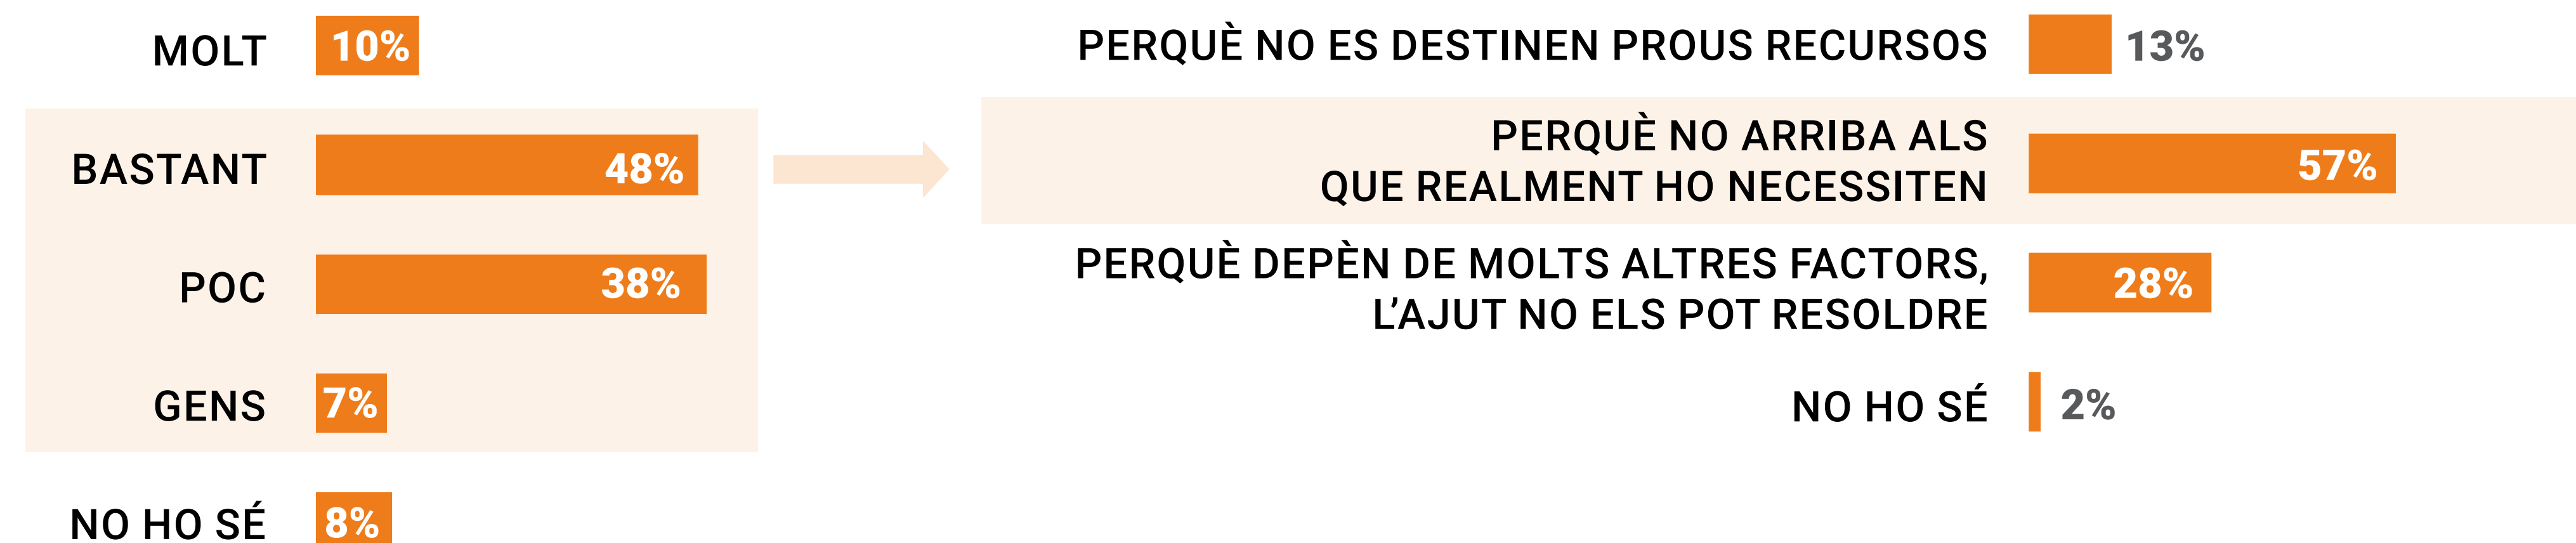 MOLT 10%
BASTANT 48%
POC 38%
GENS 7%
NO HO SÉ 8%
PERQUÈ NO ES DESTINEN PROUS RECURSOS 13%
PERQUÈ NO ARRIBA ALS
QUE REALMENT HO NECESSITEN 57%
PERQUÈ DEPÈN DE MOLTS ALTRES FACTORS,
L’AJUT NO ELS POT RESOLDRE 28%
NO HO SÉ 2%